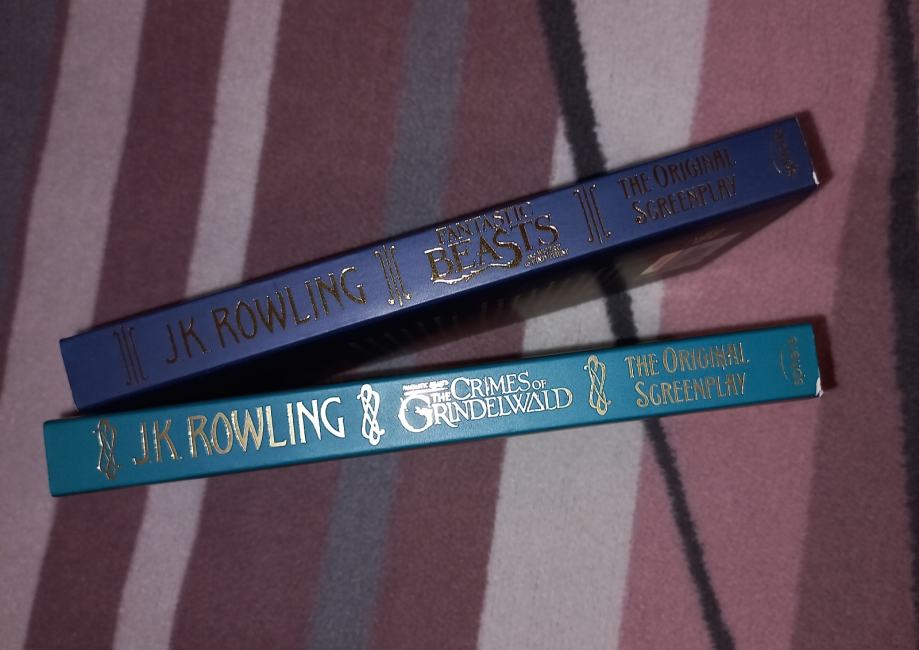 J.K. ROWLING
FANTASTIC
BEASTS
THE ORIGINAL
SCREENPLAY
J.K. ROWLING
THE CRIMES OF
GRINDELWALD
THE ORIGINAL
SCREENPLAY